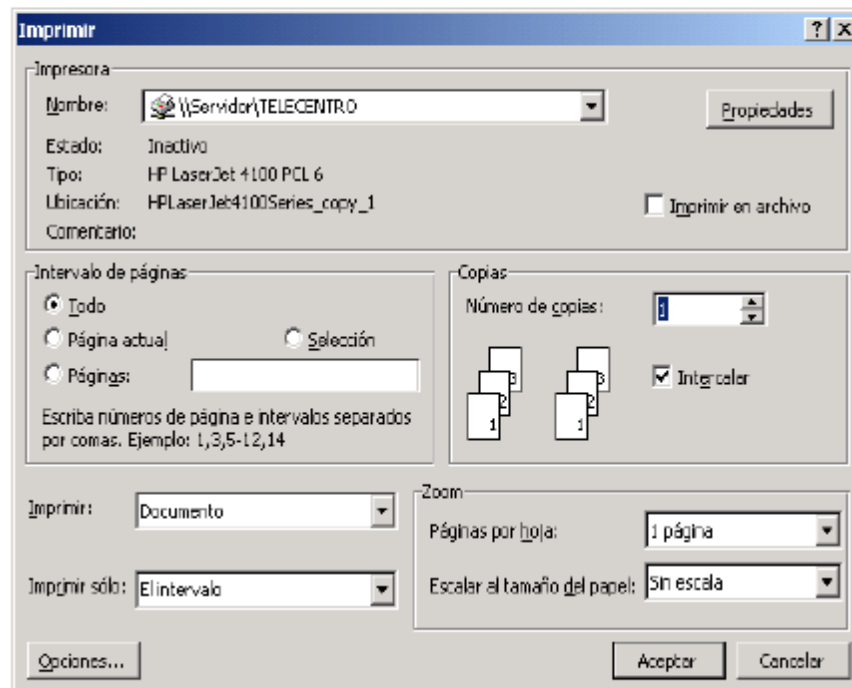 Imprimir
Impresora
Nombre: \\Servidor\TELECENTRO
Propiedades
Estado: Inactivo
Tipo: HP LaserJet 4100 PCL 6
Ubicación: HPLaserJet4100Series_copy_1
Imprimir en archivo
Comentario:
Intervalo de páginas
Todo
Página actual
Selección
Páginas:
Escriba números de página e intervalos separados
por comas. Ejemplo: 1,3,5-12,14
Copias
Número de copias: 1
3 3
2 2
1 1
Intercalar
Imprimir: Documento
Imprimir sólo: El intervalo
Zoom
Páginas por hoja: 1 página
Escalar al tamaño del papel: Sin escala
Opciones...
Aceptar
Cancelar